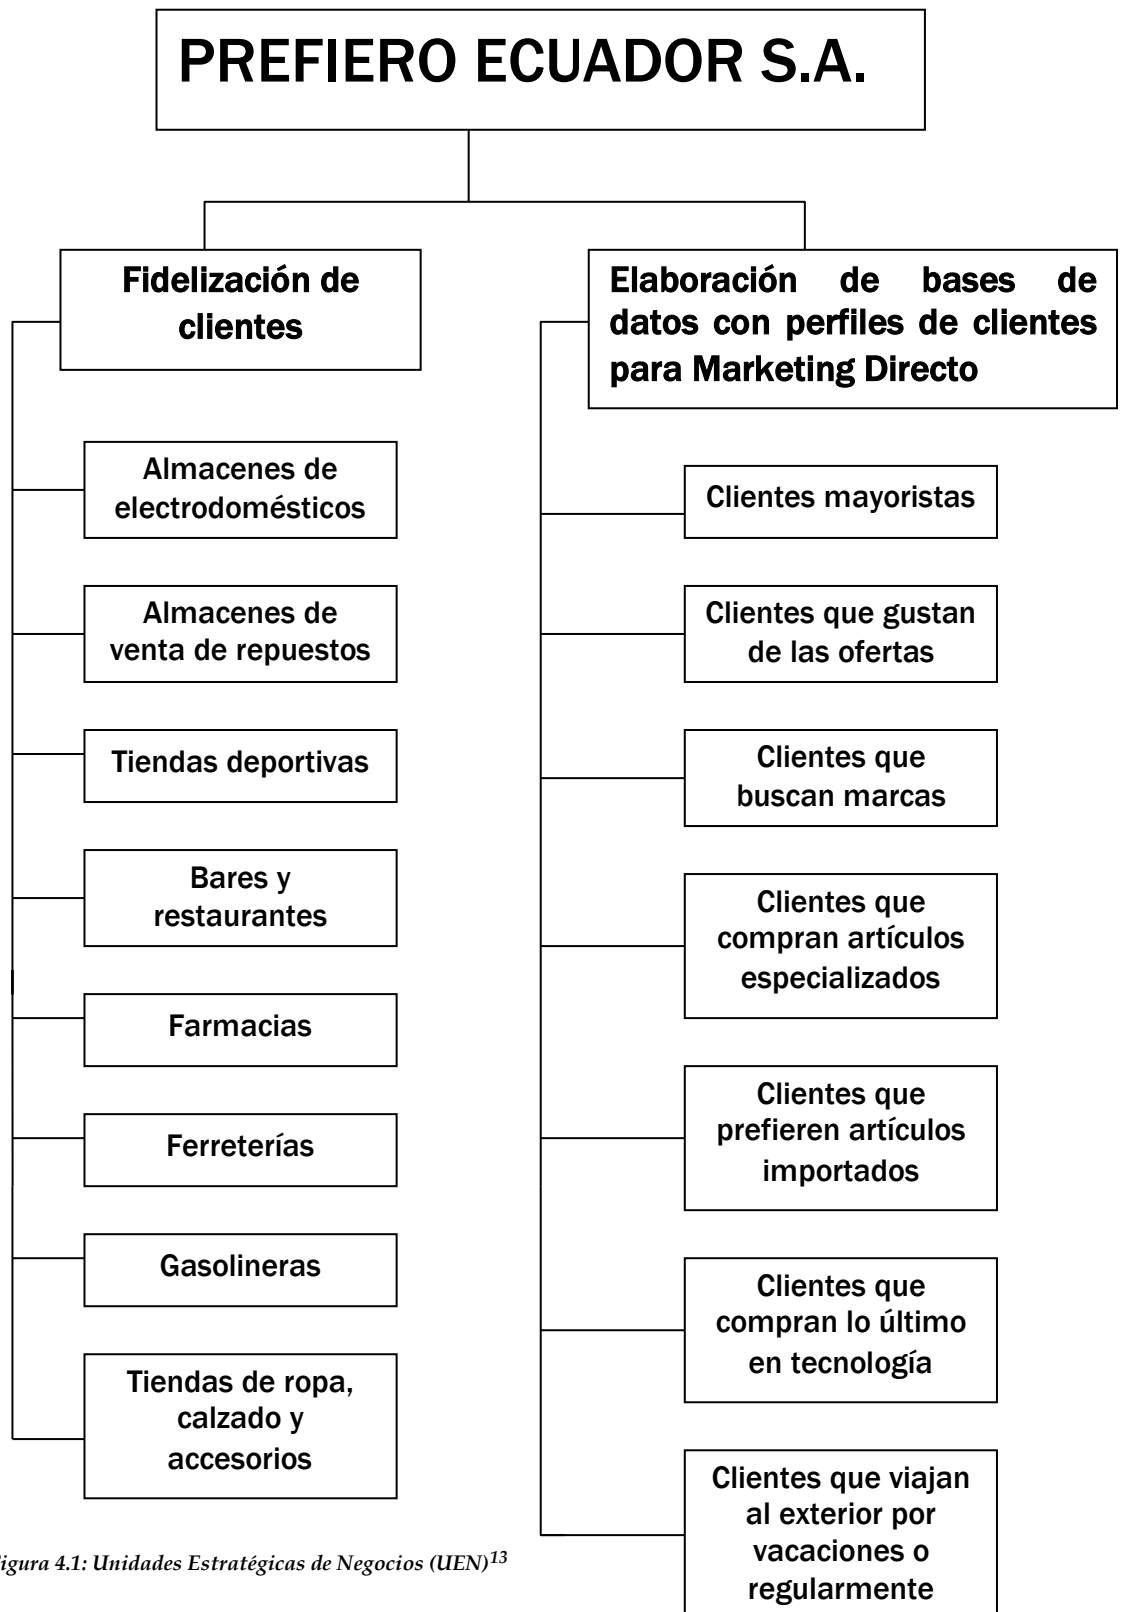 PREFIERO ECUADOR S.A.
Fidelización de
clientes
Almacenes de
electrodomésticos
Almacenes de
venta de repuestos
Tiendas deportivas
Bares y
restaurantes
Farmacias
Ferreterías
Gasolineras
Tiendas de ropa,
calzado y
accesorios
Elaboración de bases de
datos con perfiles de clientes
para Marketing Directo
Clientes mayoristas
Clientes que gustan
de las ofertas
Clientes que
buscan marcas
Clientes que
compran artículos
especializados
Clientes que
prefieren artículos
importados
Clientes que
compran lo último
en tecnología
Clientes que viajan
al exterior por
vacaciones o
regularmente
igura 4.1: Unidades Estratégicas de Negocios (UEN)13